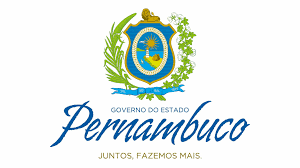 GOVERNO DO ESTADO
Pernambuco
JUNTOS, FAZEMOS MAIS.